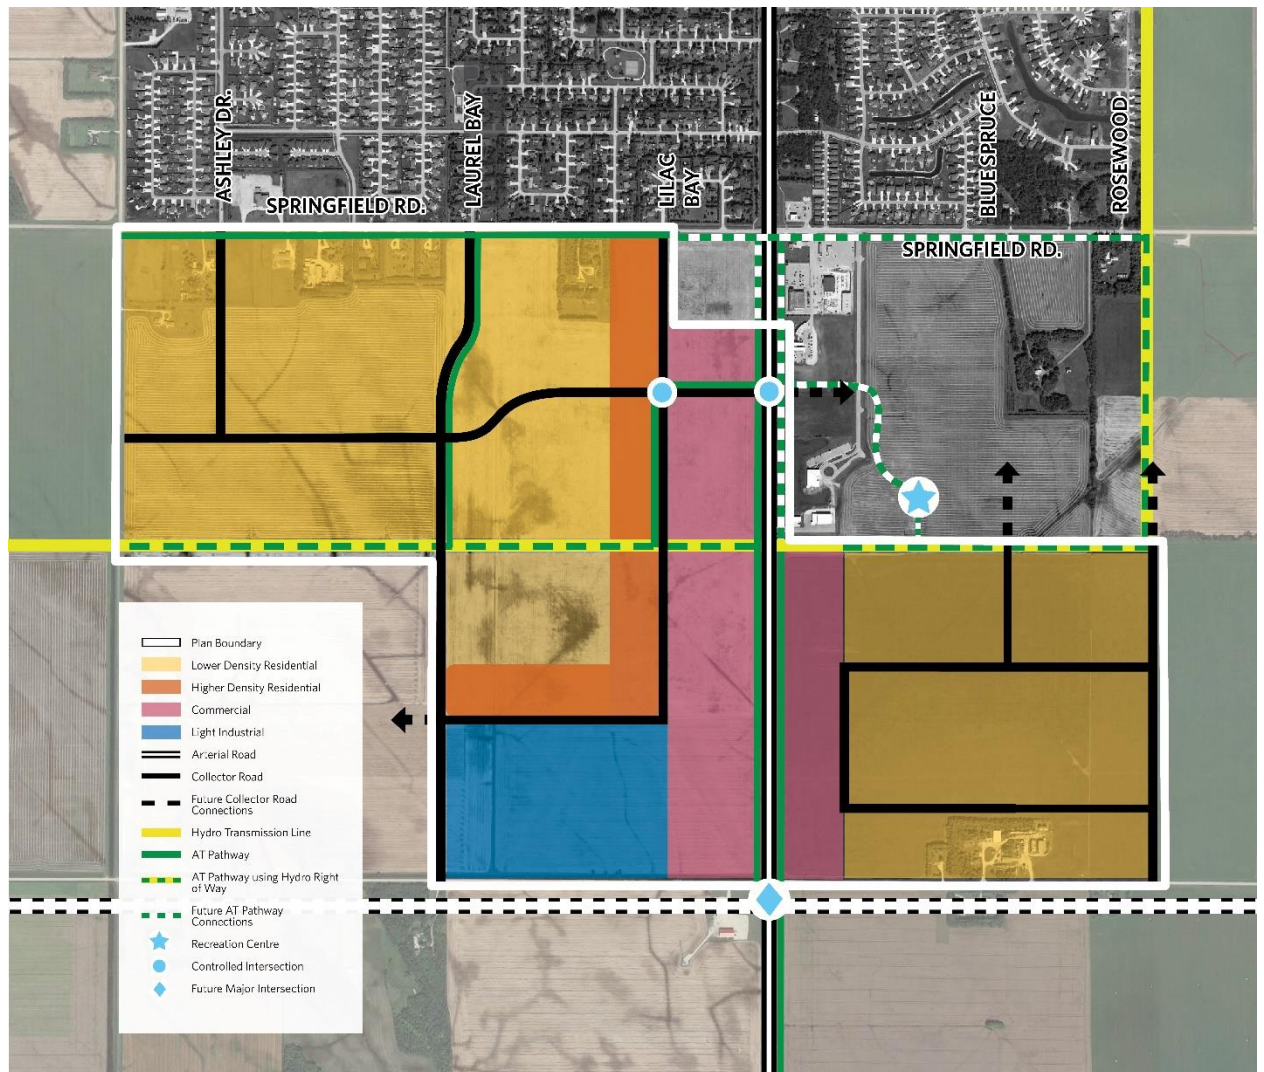 ASHLEY DR.
LAUREL BAY
LILAC
BAY
BLUE SPRUCE
ROSEWOOD
SPRINGFIELD RD.
SPRINGFIELD RD.
Plan Boundary
Lower Density Residential
Higher Density Residential
Commercial
Light Industrial
Arterial Road
Collector Road
Future Collector Road
Connections
Hydro Transmission Line
AT Pathway
AT Pathway using Hydro Right
of Way
Future AT Pathway
Connections
Recreation Centre
Controlled Intersection
Future Major Intersection